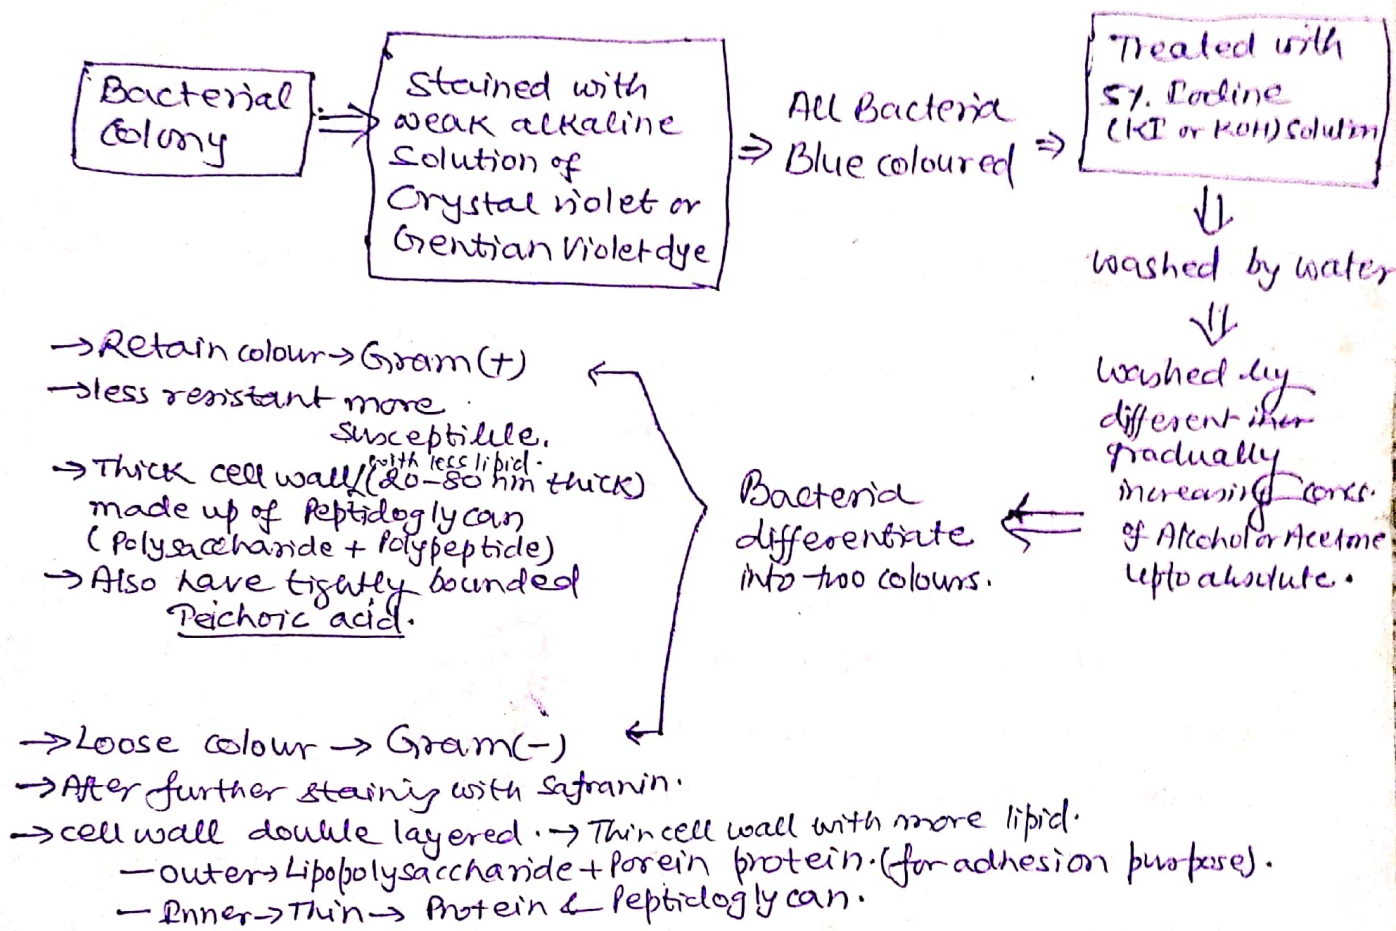 Bacterial
Colony
Stained with
weak alkaline
Solution of
Crystal violet or
Gentian Violet dye
All Bacteria
Blue coloured
Treated with
5%. Iodine
(KI or KOH) Solution
washed by water
washed by
different
gradually
increasing concs.
of Alcohol or Acetone
upto absolute.
Bacteria
differentiate
into two colours.
→Retain colour→Gram(+)
→less resistant more
susceptible.
with less lipid.
→Thick cell wall (20-80 nm thick)
made up of Peptidoglycan
(Polysaccharide + Polypeptide)
→Also have tightly bounded
Teichoic acid.
→Loose colour→Gram(-)
→After further staining with Safranin.
→cell wall double layered.→Thin cell wall with more lipid.
-outer→Lipopolysaccharide+Porein protein.(for adhesion purpose).
-Inner→Thin→Protein & Peptidoglycan.